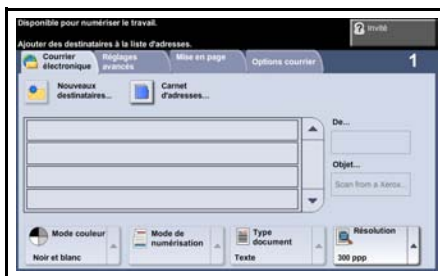 Disponible pour numériser le travail.
Invité
Ajouter des destinataires à la liste d'adresses.
Courrier
électronique
Réglages
avancés
Mise en page
Options courrier
1
Nouveaux
destinataires...
Carnet
d'adresses...
De...
Objet...
Scan from a Xerox...
Mode couleur
Noir et blanc
Mode de
numérisation
Type
document
Texte
Résolution
300 ppp